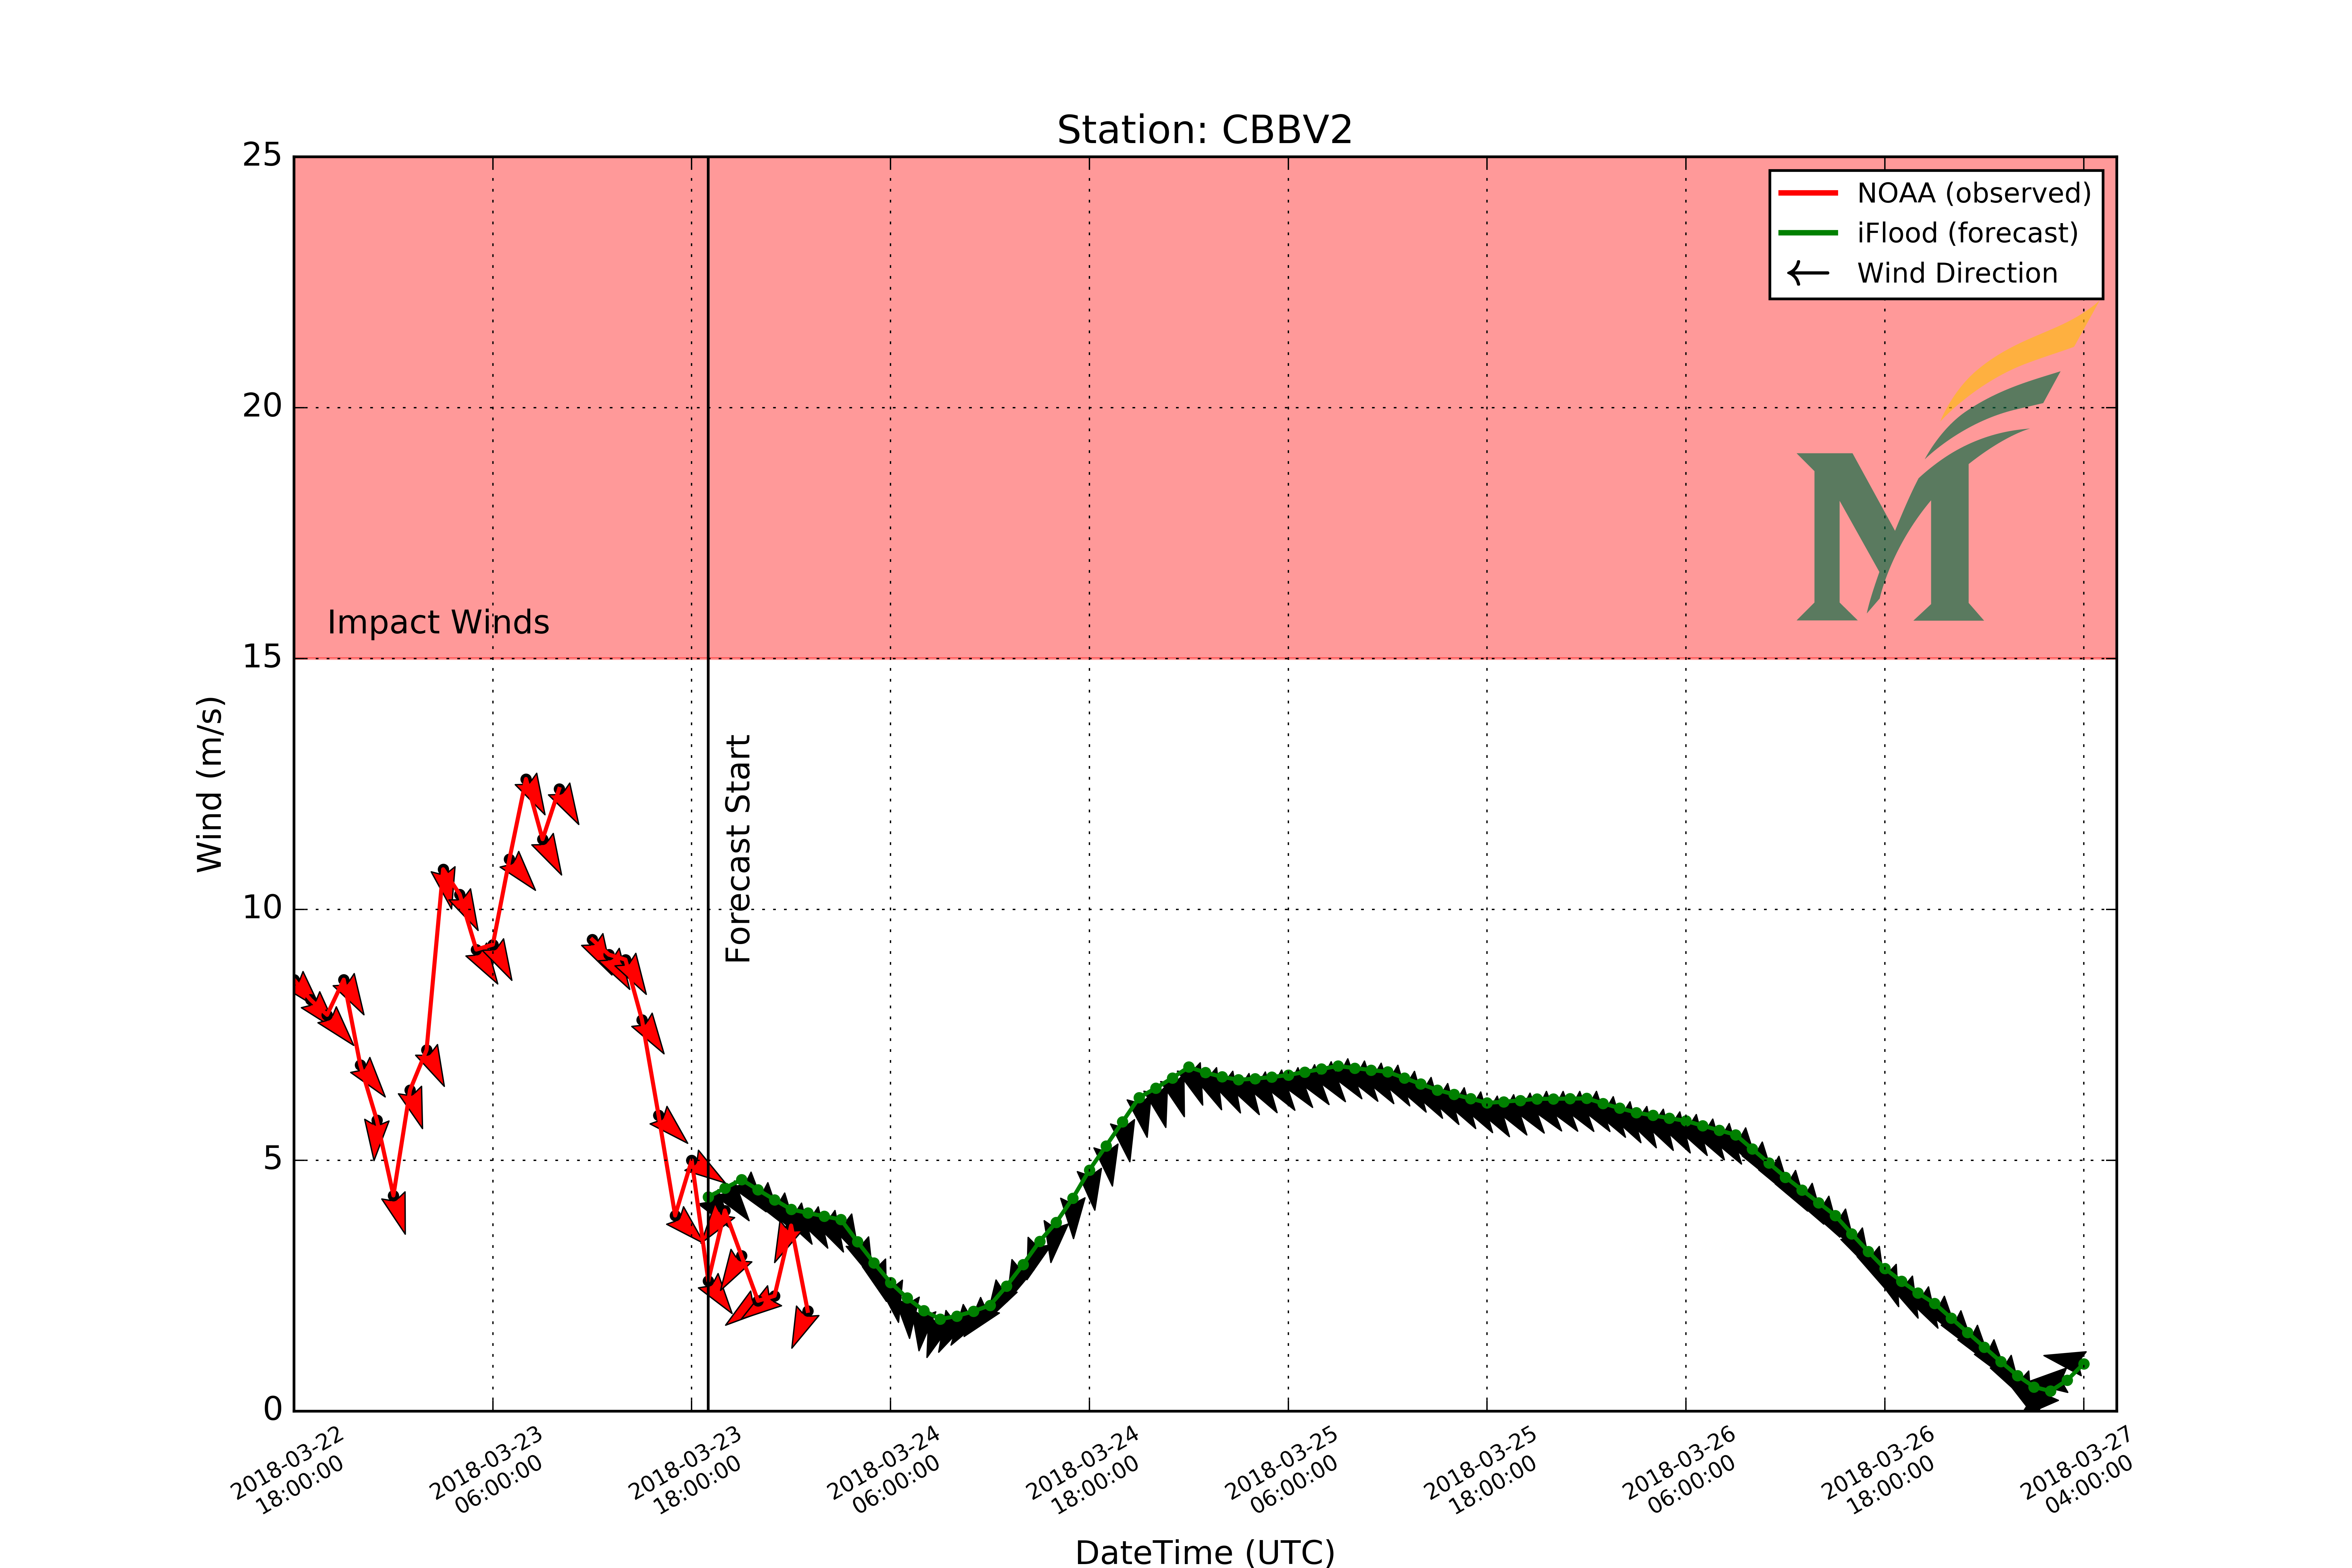 Station: CBBV2
25
20
15
10
5
0
Wind (m/s)
NOAA (observed)
iFlood (forecast)
Wind Direction
M
Impact Winds
Forecast Start
2018-03-22
18:00:00
2018-03-23
06:00:00
2018-03-23
18:00:00
2018-03-24
06:00:00
2018-03-24
18:00:00
2018-03-25
06:00:00
2018-03-25
18:00:00
2018-03-26
06:00:00
2018-03-26
18:00:00
2018-03-27
04:00:00
DateTime (UTC)